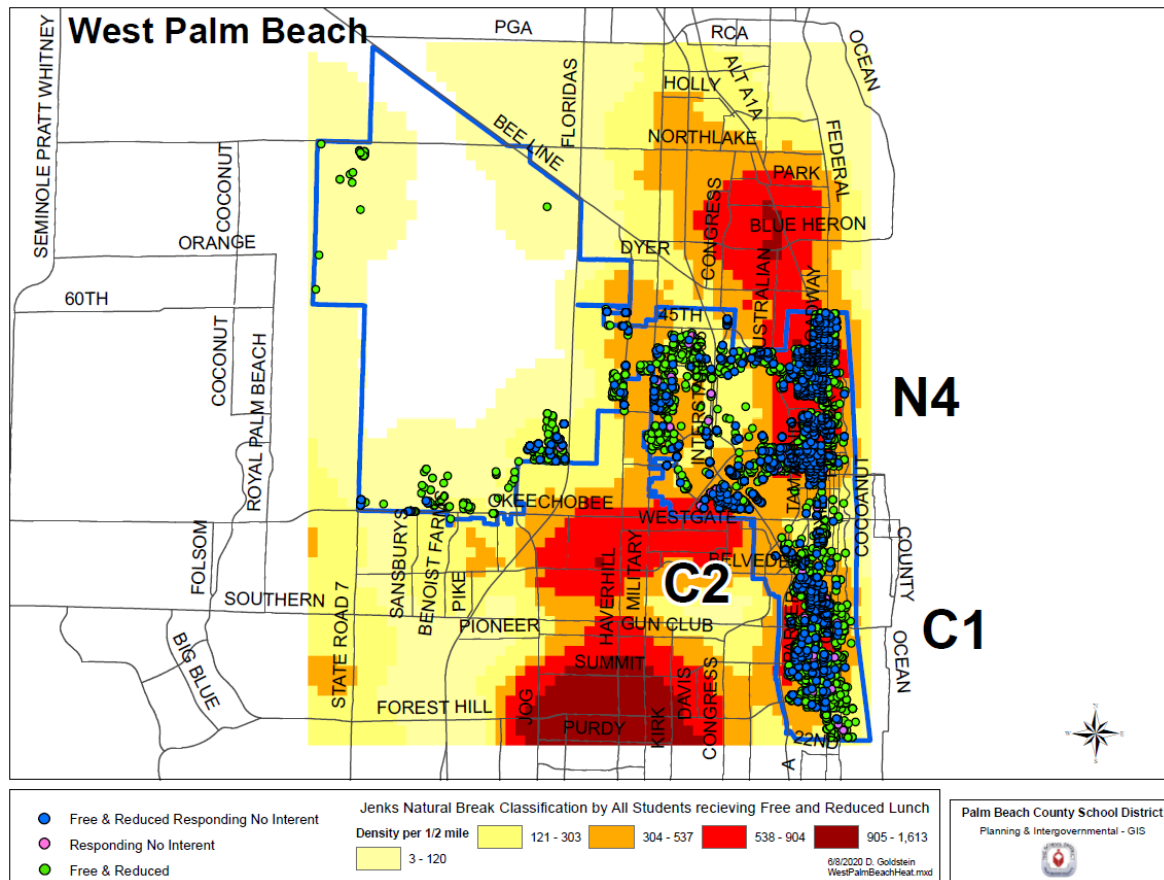 West Palm Beach
PGA
RCA
OCEAN
SEMINOLE PRATT WHITNEY
FLORIDAS
HOLLY
ALT A1A
BEE LINE
NORTHLAKE
FEDERAL
COCONUT
PARK
CONGRESS
BLUE HERON
ORANGE
DYER
60TH
45TH
COCONUT
ROYAL PALM BEACH
N4
OKEECHOBEE
WESTGATE
COCOANUT
COUNTY
FOLSOM
SANSBURYS
PIKE
HAVERHILL
MILITARY
C2
SOUTHERN
STATE ROAD 7
PIONEER
GUN CLUB
C1
OCEAN
BIG BLUE
SUMMIT
DAVIS
CONGRESS
FOREST HILL
JOG
PURDY
KIRK
22ND
A
N
W
E
S
Free & Reduced Responding No Interent
Responding No Interent
Free & Reduced
Jenks Natural Break Classification by All Students recieving Free and Reduced Lunch
Density per 1/2 mile
3 - 120
121 - 303
304 - 537
538 - 904
905 - 1,613
6/8/2020 D. Goldstein
WestPalmBeachHeat.mxd
Palm Beach County School District
Planning & Intergovernmental - GIS